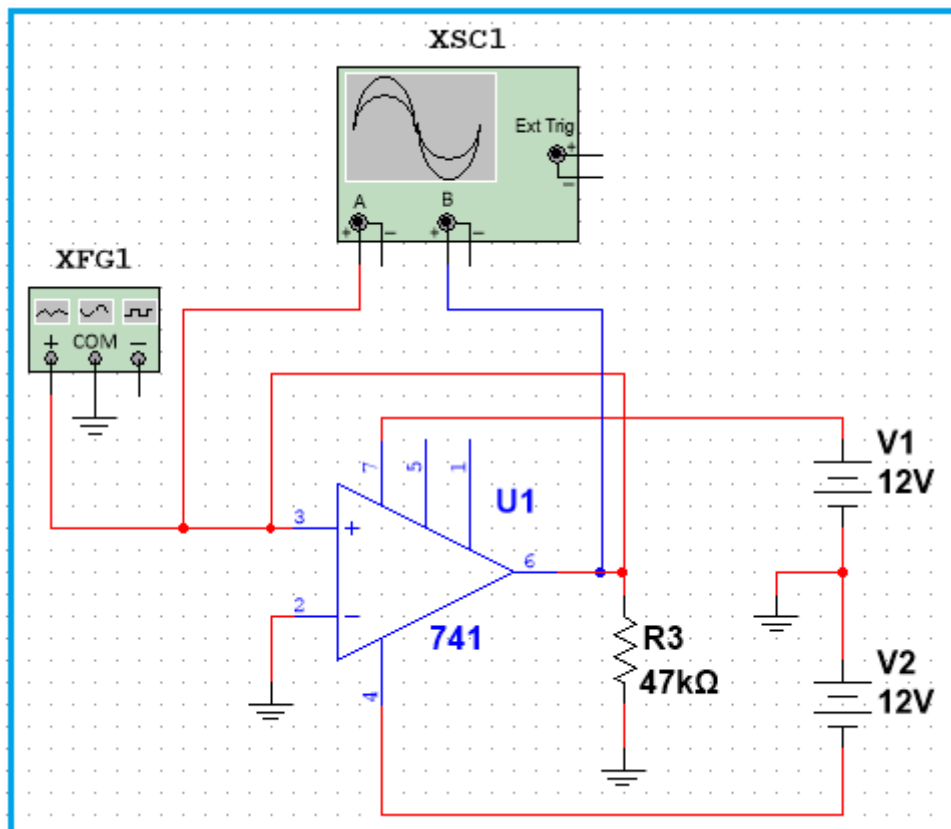 XSC1
Ext Trig
+
−
A
B
+ − + −
XFG1
+ COM −
7
5
1
U1
V1
12V
3
+
6
2
−
741
4
R3
47kΩ
V2
12V